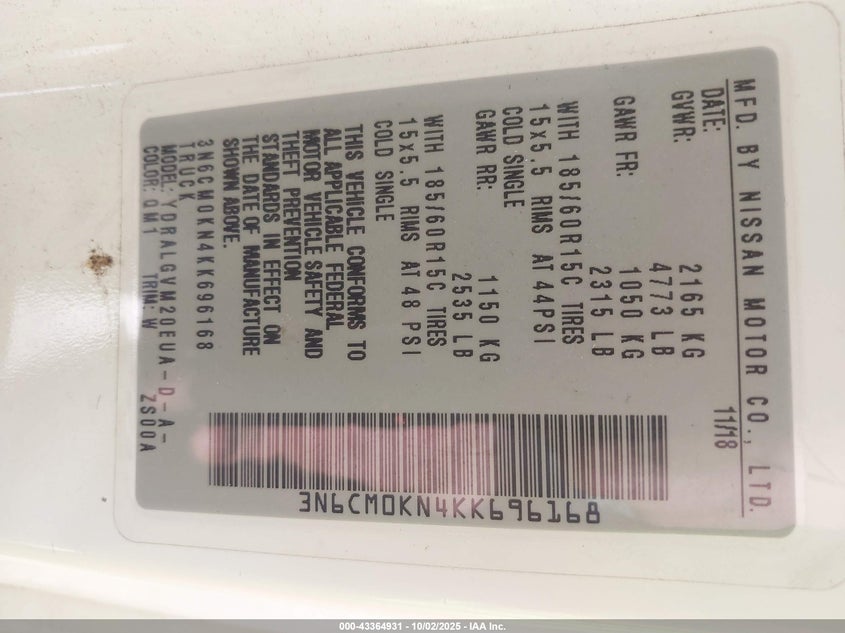 MFD. BY NISSAN MOTOR CO., LTD.
DATE: 11/18
GVWR: 2165 KG
4773 LB
GAWR FR: 1050 KG
2315 LB
WITH 185/60R15C TIRES
15x5.5 RIMS AT 44PSI
COLD SINGLE
GAWR RR: 1150 KG
2535 LB
WITH 185/60R15C TIRES
15x5.5 RIMS AT 48 PSI
COLD SINGLE
THIS VEHICLE CONFORMS TO
ALL APPLICABLE FEDERAL
MOTOR VEHICLE SAFETY AND
THEFT PREVENTION
STANDARDS IN EFFECT ON
THE DATE OF MANUFACTURE
SHOWN ABOVE.
3N6CM0KN4KK696168
TRUCK
MODEL: YDRALGVM20EUA-D-A-
COLOR: QM1 TRIM: W ZS00A
3N6CM0KN4KK696168
000-43364931 - 10/02/2025 - IAA Inc.